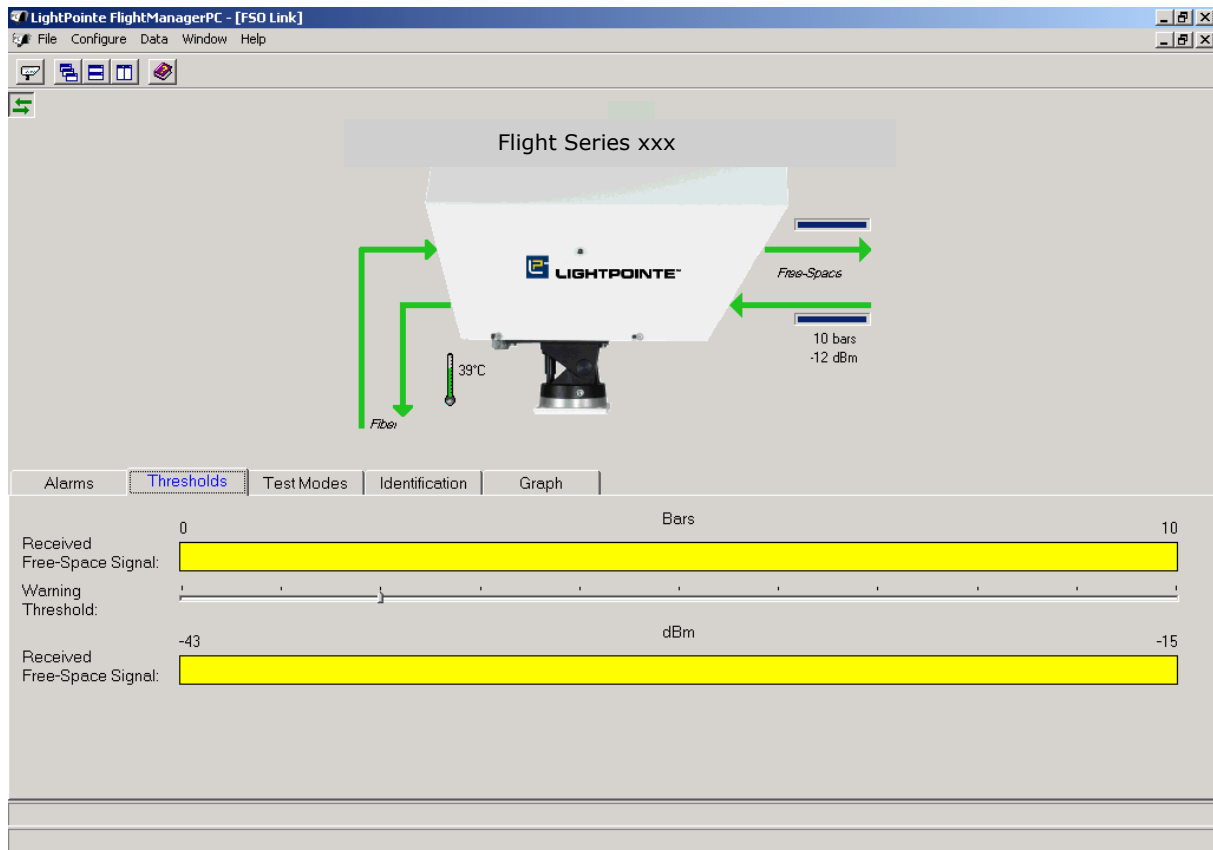 LightPointe FlightManagerPC - [FSO Link]
File Configure Data Window Help
Flight Series xxx
LIGHTPOINTE™
Free-Space
10 bars
-12 dBm
39°C
Fiber
Alarms Thresholds Test Modes Identification Graph
0 Bars 10
Received
Free-Space Signal:
Warning
Threshold:
-43 dBm -15
Received
Free-Space Signal: